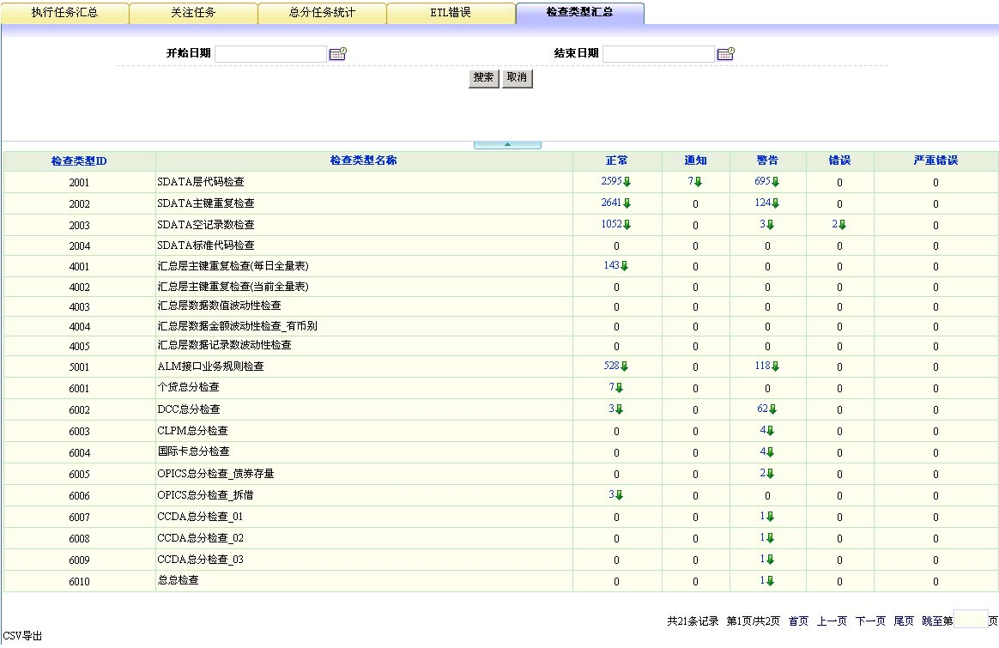 执行任务汇总 关注任务 总分任务统计 ETL错误 检查类型汇总
开始日期 结束日期
搜索 取消
检查类型ID 检查类型名称 正常 通知 警告 错误 严重错误
2001 SDATA层代码检查 2595 7 695 0 0
2002 SDATA主键重复检查 2641 0 124 0 0
2003 SDATA空记录数检查 1052 0 3 2 0
2004 SDATA标准代码检查 0 0 0 0 0
4001 汇总层主键重复检查(每日全量表) 143 0 0 0 0
4002 汇总层主键重复检查(当前全量表) 0 0 0 0 0
4003 汇总层数据数值波动性检查 0 0 0 0 0
4004 汇总层数据金额波动性检查_有币别 0 0 0 0 0
4005 汇总层数据记录数波动性检查 0 0 0 0 0
5001 ALM接口业务规则检查 528 0 118 0 0
6001 个贷总分检查 7 0 0 0 0
6002 DCC总分检查 3 0 62 0 0
6003 CLPM总分检查 0 0 4 0 0
6004 国际卡总分检查 0 0 4 0 0
6005 OPICS总分检查_债券存量 0 0 2 0 0
6006 OPICS总分检查_拆借 3 0 0 0 0
6007 CCDA总分检查_01 0 0 1 0 0
6008 CCDA总分检查_02 0 0 1 0 0
6009 CCDA总分检查_03 0 0 1 0 0
6010 总总检查 0 0 1 0 0
共21条记录 第1页/共2页 首页 上一页 下一页 尾页 跳至第 页
CSV导出